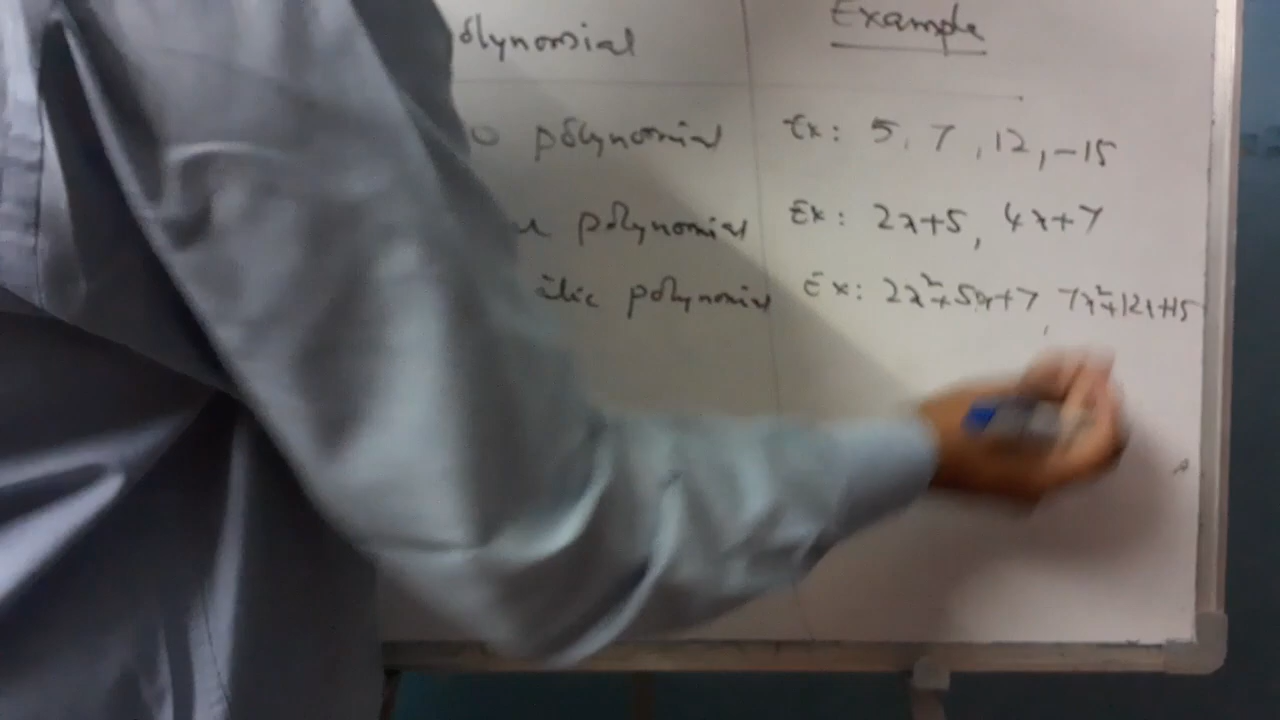 olynomial Example
o polynomial Ex: 5, 7, 12, -15
polynomial Ex: 2x+5, 4x+7
atic polynomial Ex: 2x²+5x+7, 7x²+12x+15